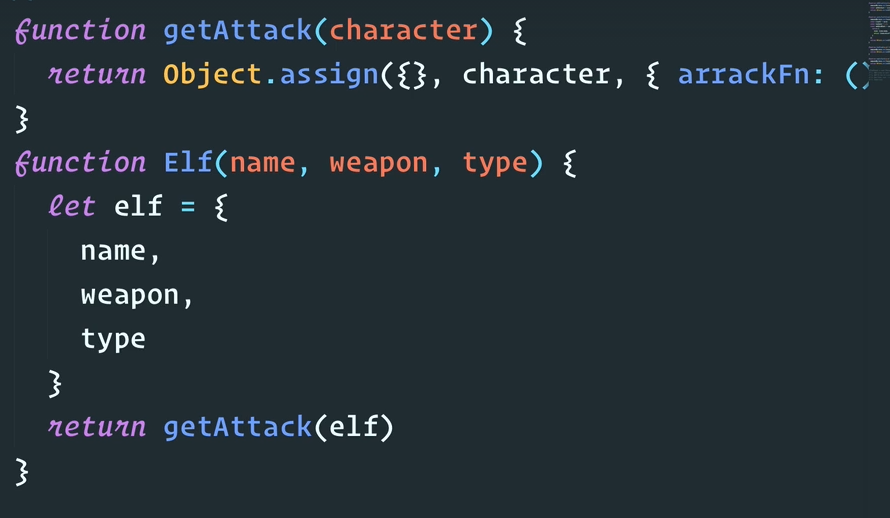 function getAttack(character) {
  return Object.assign({}, character, { arrackFn: ()
}
function Elf(name, weapon, type) {
  let elf = {
    name,
    weapon,
    type
  }
  return getAttack(elf)
}